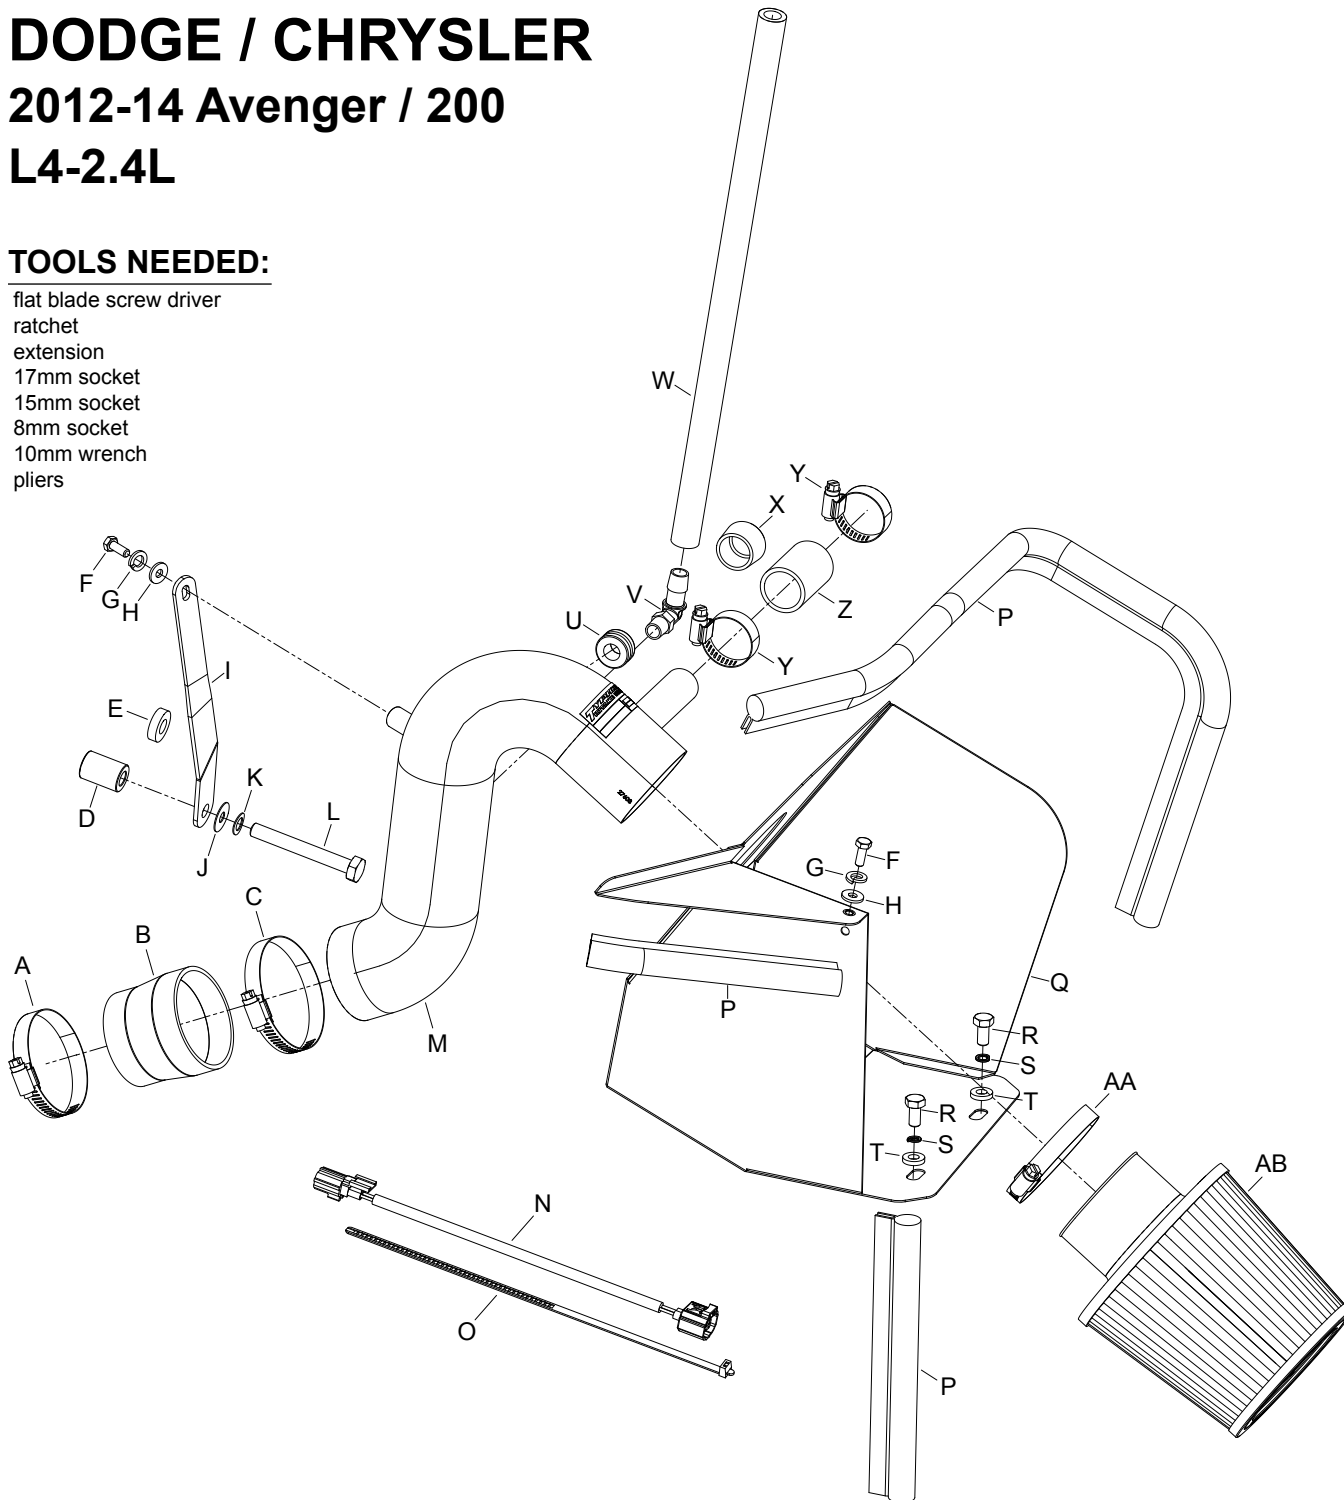 DODGE / CHRYSLER
2012-14 Avenger / 200
L4-2.4L
TOOLS NEEDED:
flat blade screw driver
ratchet
extension
17mm socket
15mm socket
8mm socket
10mm wrench
pliers
W
Y
X
F
G
H
V
Z
P
U
Y
I
E
K
D
L
J
F
G
H
C
B
A
Q
P
M
R
S
T
AA
R
S
T
AB
N
O
P